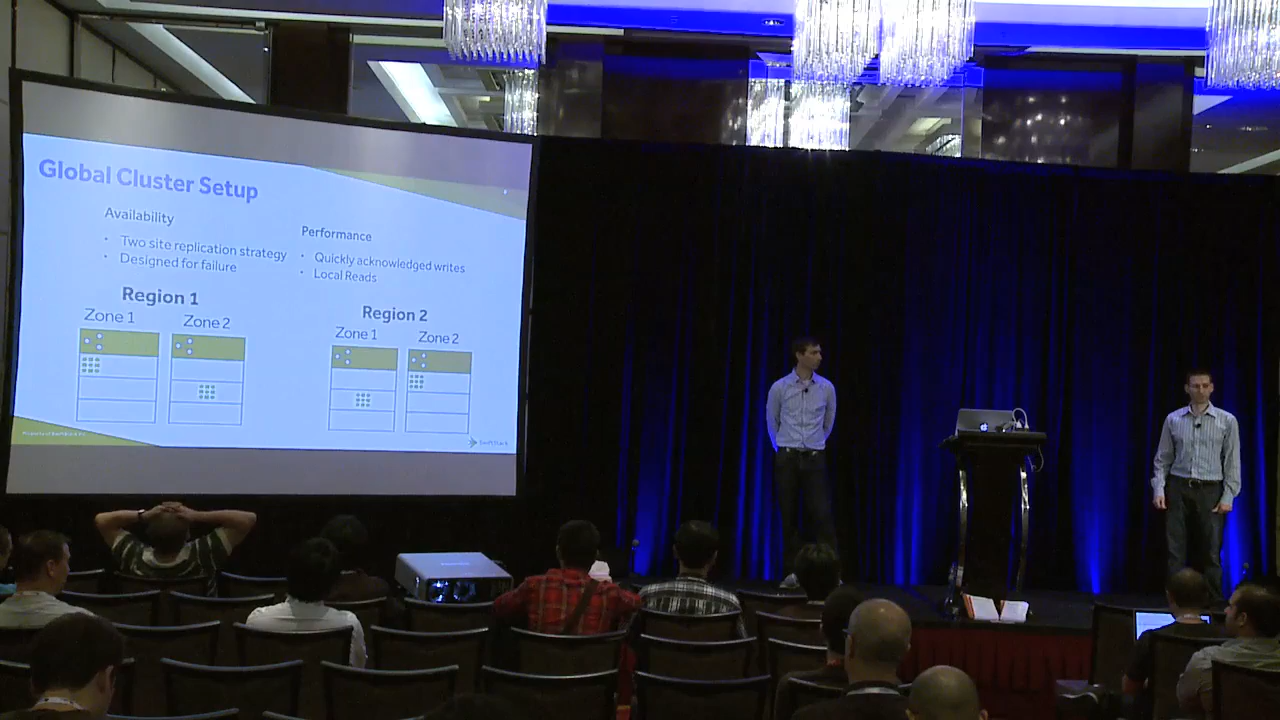 Global Cluster Setup
Availability
• Two site replication strategy
• Designed for failure
Performance
• Quickly acknowledged writes
• Local Reads
Region 1
Zone 1
Zone 2
Region 2
Zone 1
Zone 2
SwiftStack